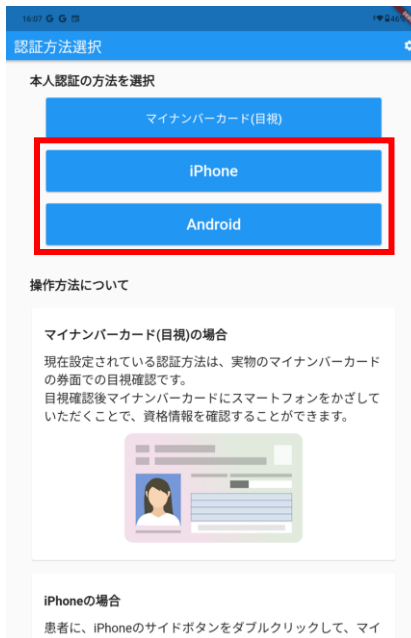 16:07 G G
46%
認証方法選択
本人認証の方法を選択
マイナンバーカード(目視)
iPhone
Android
操作方法について
マイナンバーカード(目視)の場合
現在設定されている認証方法は、実物のマイナンバーカード
の券面での目視確認です。
目視確認後マイナンバーカードにスマートフォンをかざして
いただくことで、資格情報を確認することができます。
iPhoneの場合
患者に、iPhoneのサイドボタンをダブルクリックして、マイ